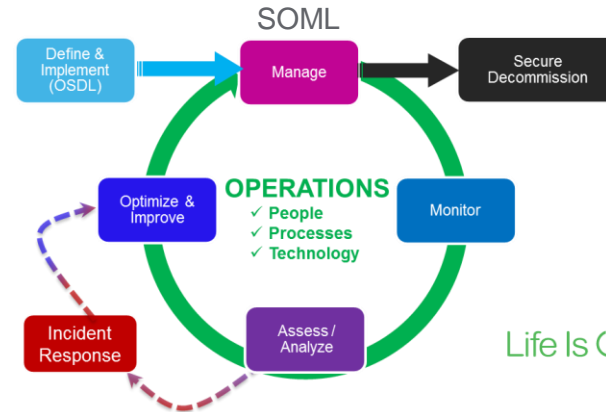 SOML
Define &
Implement
(OSDL)
Manage
Secure
Decommission
Optimize &
Improve
OPERATIONS
✓ People
✓ Processes
✓ Technology
Monitor
Incident
Response
Assess /
Analyze
Life Is